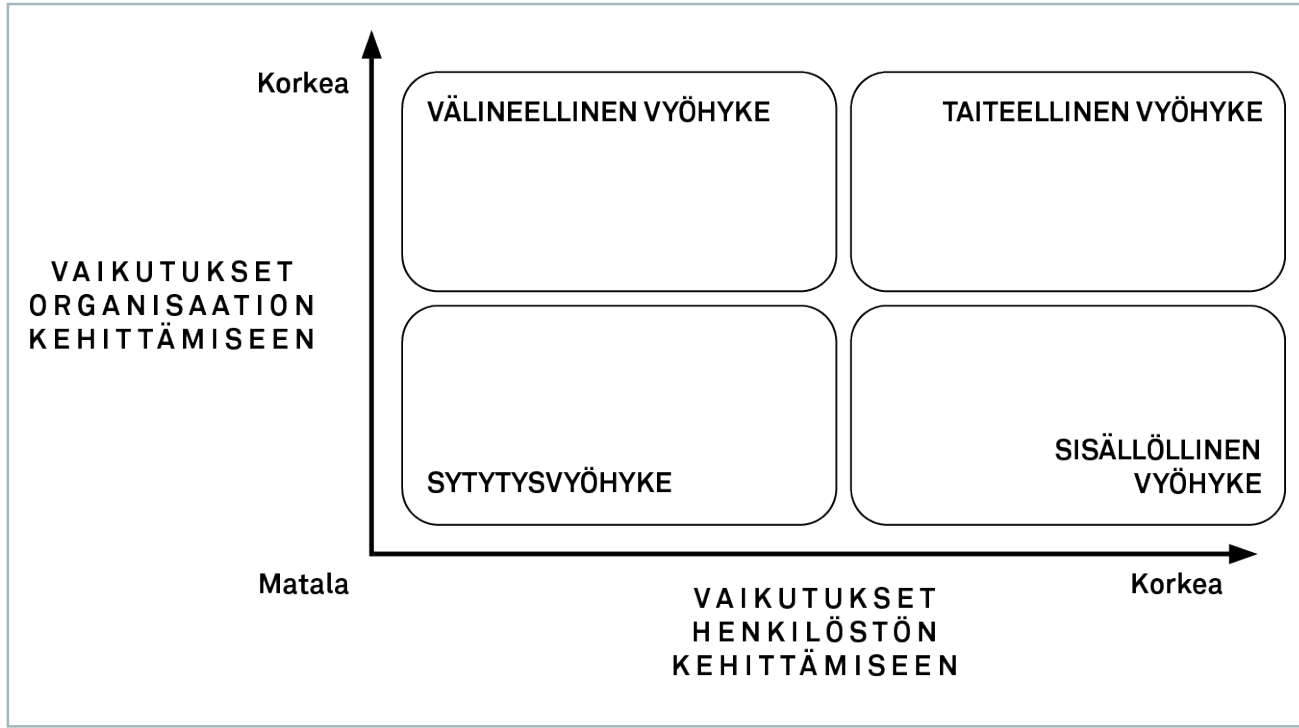 Korkea
VÄLINEELLINEN VYÖHYKE
TAITEELLINEN VYÖHYKE
VAIKUTUKSET
ORGANISAATION
KEHITTÄMISEEN
SYTYTYSVYÖHYKE
SISÄLLÖLLINEN
VYÖHYKE
Matala
Korkea
VAIKUTUKSET
HENKILÖSTÖN
KEHITTÄMISEEN